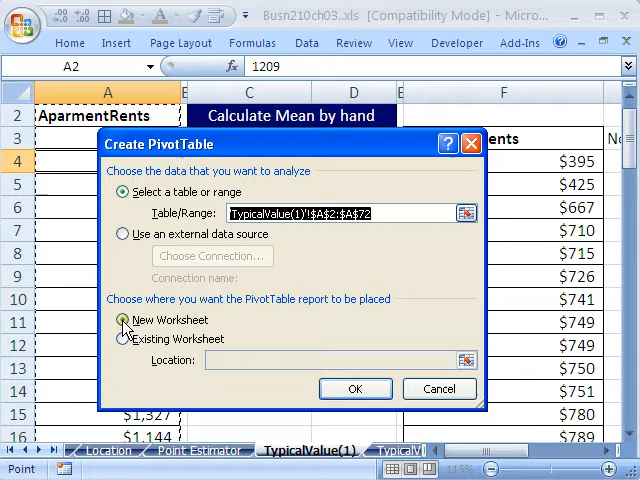 Busn210ch03..xls [Compatibility Mode] - Micro...
Home Insert Page Layout Formulas Data Review View Developer Add-Ins
A2 fx 1209
A C D E F
2 AparmentRents Calculate Mean by hand
3 ents
4 $395
5 $425
6 $667
7 $710
8 $715
9 $726
10 $731
11 $749
12 $749
13 $750
14 $751
15 $1,327 $780
16 $1,144 $789
Create PivotTable
Choose the data that you want to analyze
Select a table or range
Table/Range: 'TypicalValue(1)'!$A$2:$A$72
Use an external data source
Choose Connection...
Connection name:
Choose where you want the PivotTable report to be placed
New Worksheet
Existing Worksheet
Location:
OK Cancel
Location Point Estimator TypicalValue(1) TypicalV
Point 115%